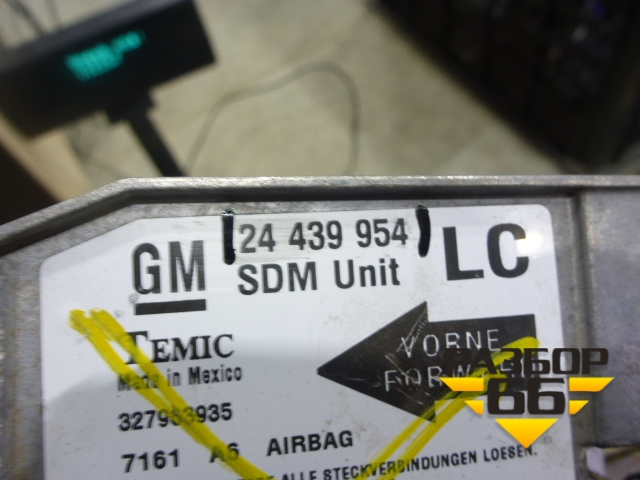 24 439 954
GM
SDM Unit
LC
TEMIC
Made in Mexico
VORNE
327963935
7161 A6 AIRBAG
ALLE STECKVERBINDUNGEN LOESEN.
РАЗБОР
66